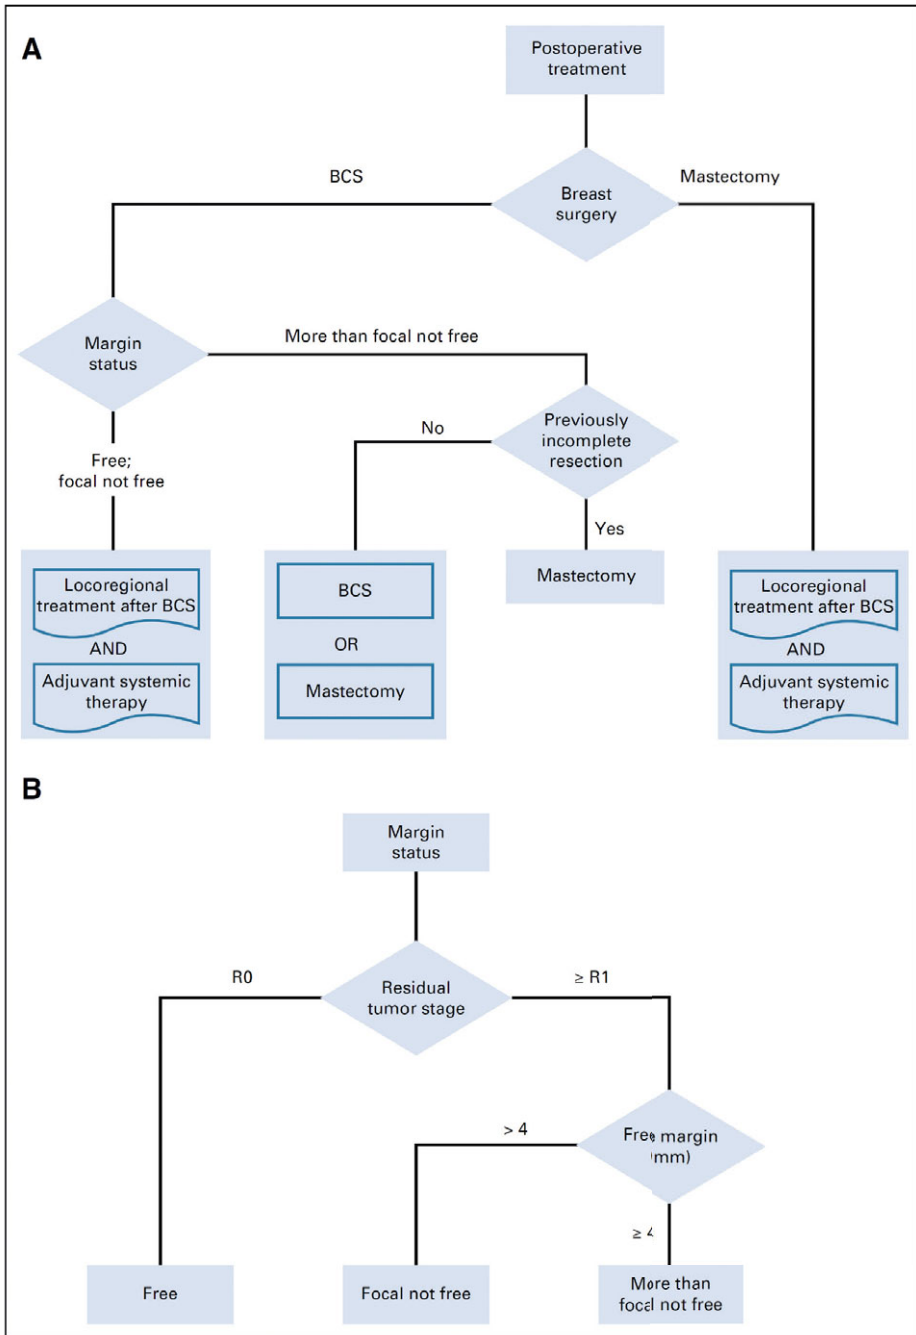 A
Postoperative
treatment
BCS
Mastectomy
Breast
surgery
Margin
status
More than focal not free
No
Previously
incomplete
resection
Free;
focal not free
Yes
Locoregional
treatment after BCS
AND
Adjuvant systemic
therapy
BCS
OR
Mastectomy
Mastectomy
Locoregional
treatment after BCS
AND
Adjuvant systemic
therapy
B
Margin
status
R0
≥ R1
Residual
tumor stage
> 4
Free margin
mm)
≥ 4
Free
Focal not free
More than
focal not free